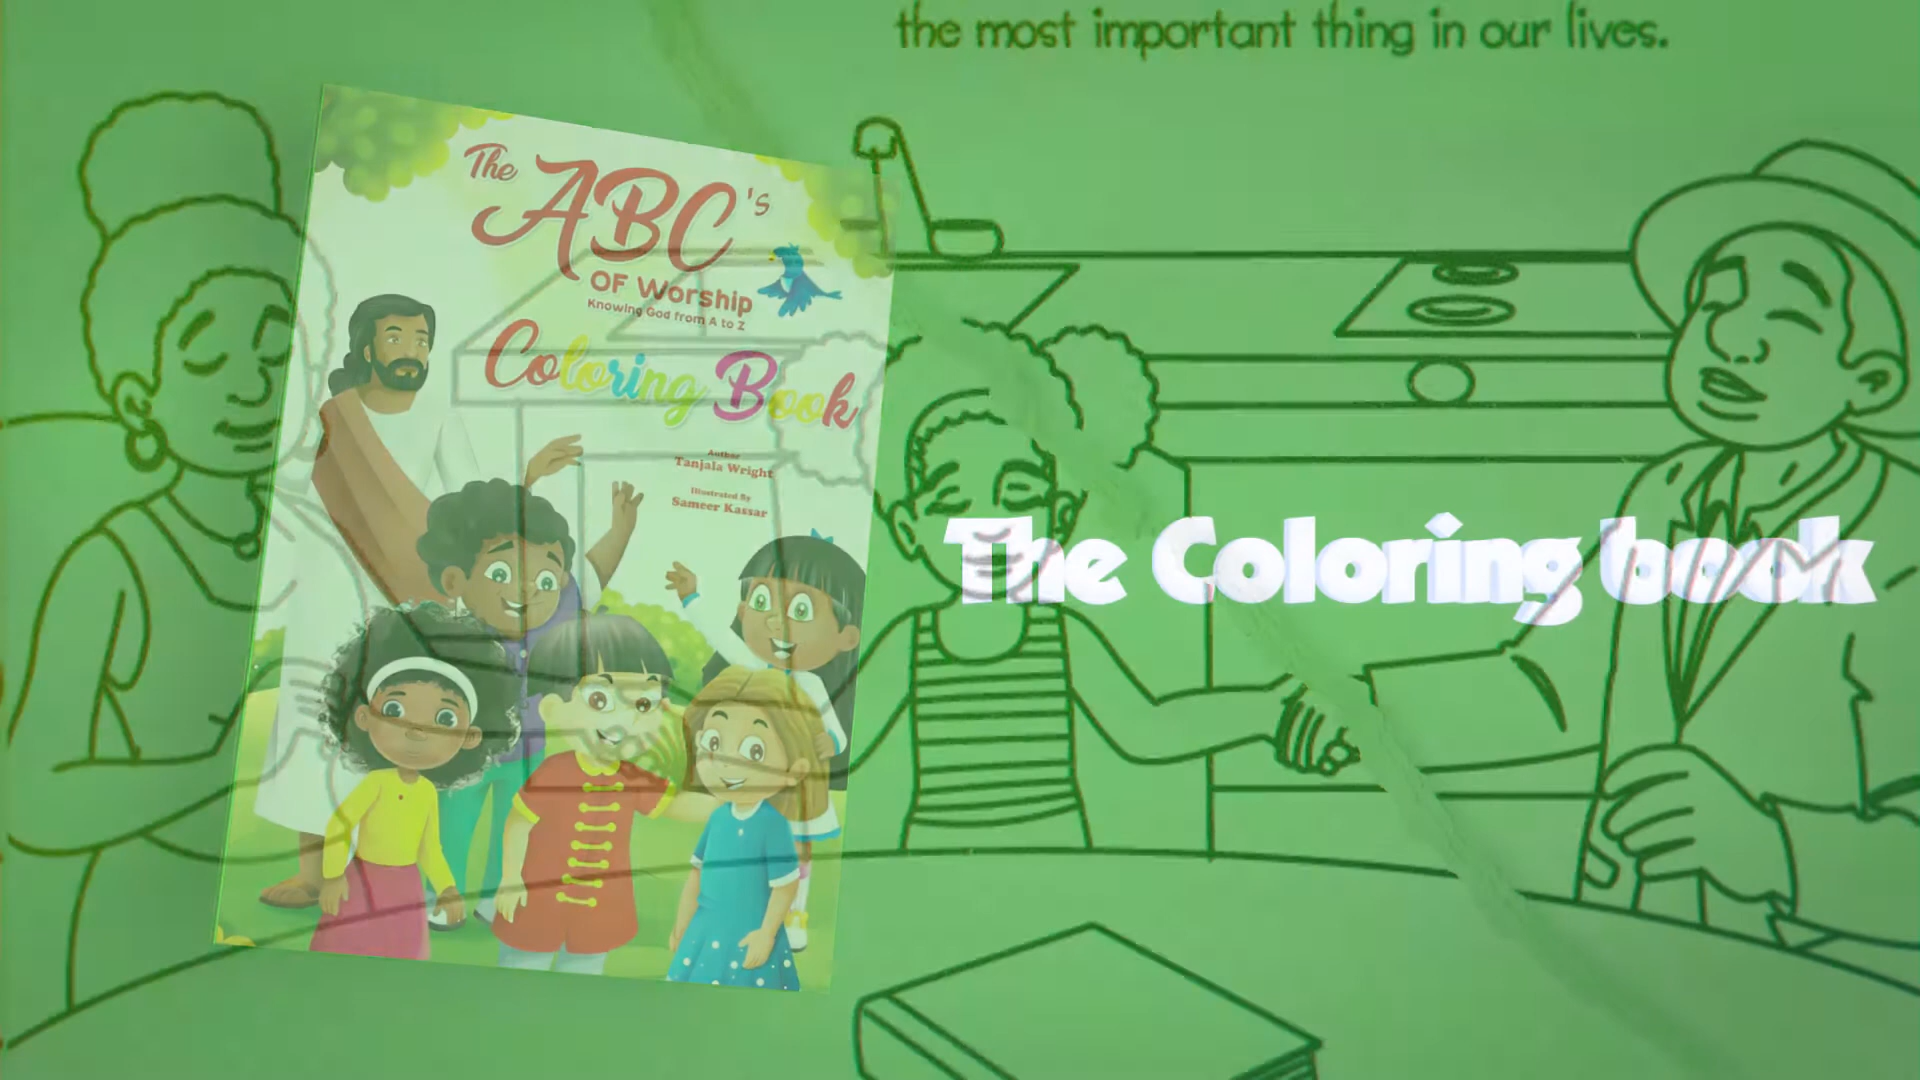 the most important thing in our lives.
The ABC's
OF Worship
Knowing God from A to Z
Coloring Book
Author
Tanjala Wright
Illustrated By
Sameer Kassar
The Coloring book